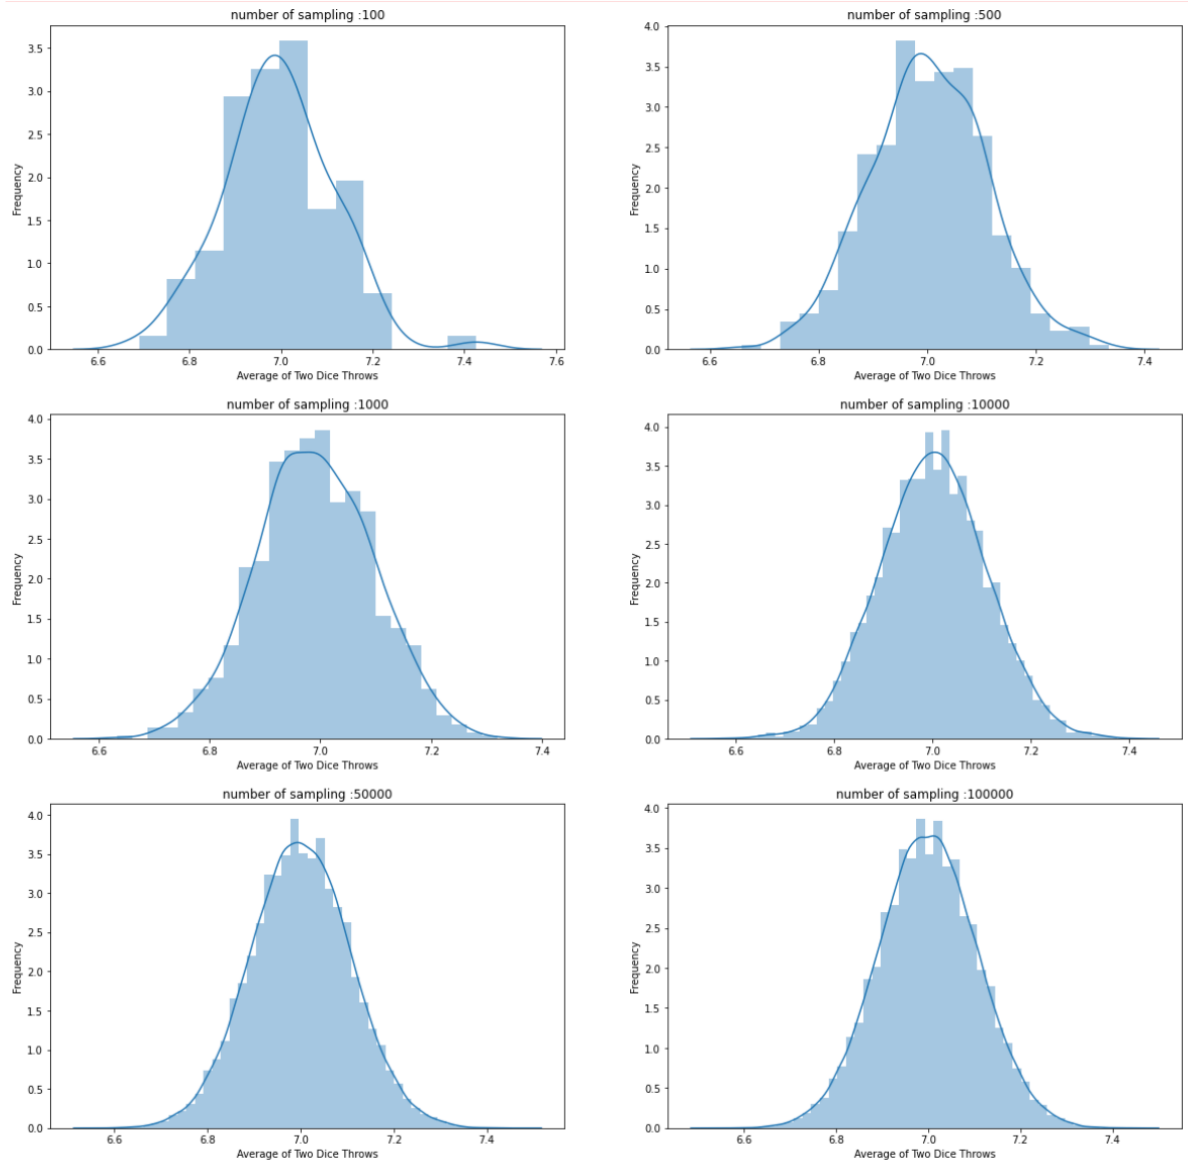 number of sampling :100
3.5
3.0
2.5
2.0
1.5
1.0
0.5
0.0
Frequency
6.6 6.8 7.0 7.2 7.4 7.6
Average of Two Dice Throws
number of sampling :500
4.0
3.5
3.0
2.5
2.0
1.5
1.0
0.5
0.0
Frequency
6.6 6.8 7.0 7.2 7.4
Average of Two Dice Throws
number of sampling :1000
4.0
3.5
3.0
2.5
2.0
1.5
1.0
0.5
0.0
Frequency
6.6 6.8 7.0 7.2 7.4
Average of Two Dice Throws
number of sampling :10000
4.0
3.5
3.0
2.5
2.0
1.5
1.0
0.5
0.0
Frequency
6.6 6.8 7.0 7.2 7.4
Average of Two Dice Throws
number of sampling :50000
4.0
3.5
3.0
2.5
2.0
1.5
1.0
0.5
0.0
Frequency
6.6 6.8 7.0 7.2 7.4
Average of Two Dice Throws
number of sampling :100000
4.0
3.5
3.0
2.5
2.0
1.5
1.0
0.5
0.0
Frequency
6.6 6.8 7.0 7.2 7.4
Average of Two Dice Throws